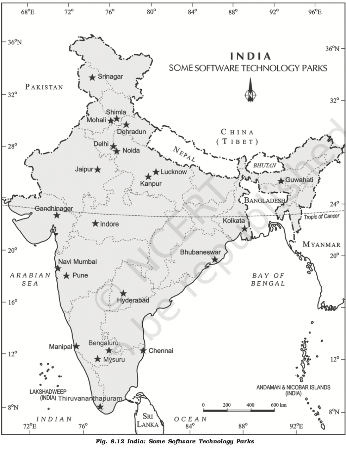 68°E 72°E 76° 80° 84° 88° 92°E 96°E
INDIA
SOME SOFTWARE TECHNOLOGY PARKS
36°N
36°N
Srinagar
PAKISTAN
32°
32°
Shimla
Mohali
Dehradun
CHINA
(TIBET)
28°
28°
Delhi
Noida
NEPAL
BHUTAN
Jaipur
Lucknow
Kanpur
Guwahati
24°
24°
BANGLADESH
Gandhinagar
Tropic of Cancer
Indore
Kolkata
MYANMAR
20°
20°
Bhubaneswar
Navi Mumbai
Pune
ARABIAN
SEA
BAY OF
BENGAL
Hyderabad
16°
16°
© NCERT
be republished
Manipal
Bengaluru
Chennai
Mysuru
12°
12°
LAKSHADWEEP
(INDIA)
ANDAMAN & NICOBAR ISLANDS
(INDIA)
Thiruvananthapuram
8°N
8°N
SRI
LANKA
INDIAN OCEAN
0 200 400 600 km
72°E 76° 80° 84° 88° 92°E
Fig. 6.12 India: Some Software Technology Parks